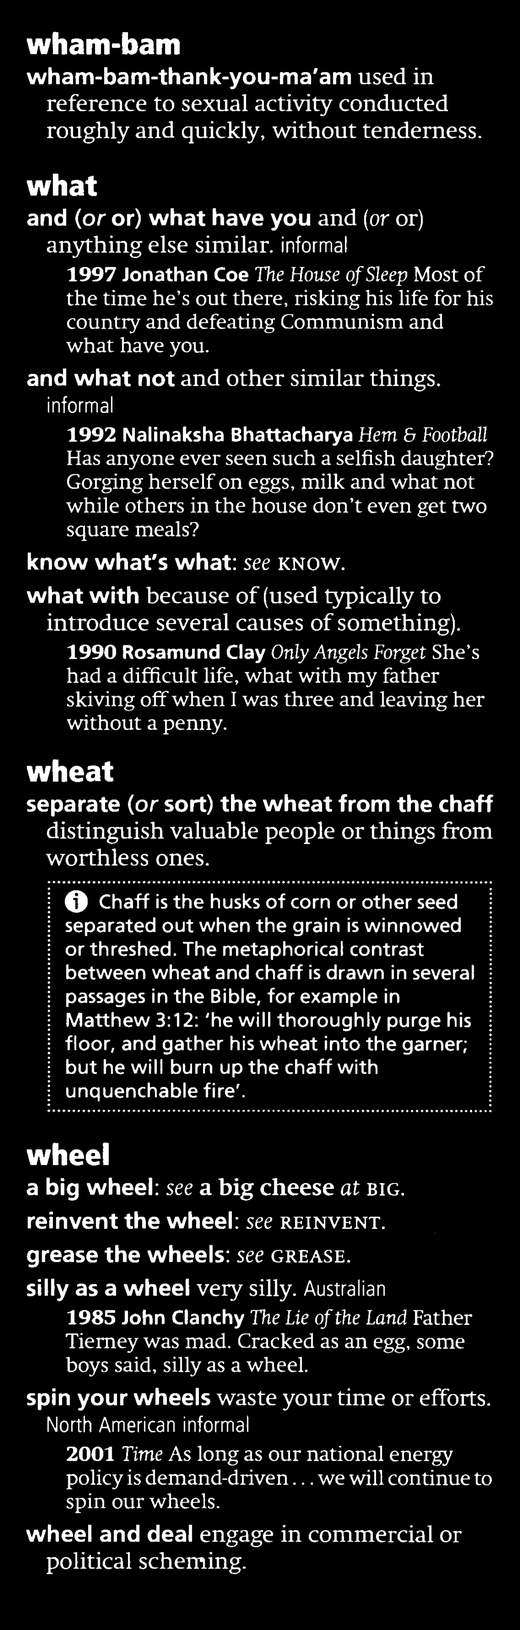 wham-bam
wham-bam-thank-you-ma'am used in
reference to sexual activity conducted
roughly and quickly, without tenderness.
what
and (or or) what have you and (or or)
anything else similar. informal
1997 Jonathan Coe The House of Sleep Most of
the time he's out there, risking his life for his
country and defeating Communism and
what have you.
and what not and other similar things.
informal
1992 Nalinaksha Bhattacharya Hem & Football
Has anyone ever seen such a selfish daughter?
Gorging herself on eggs, milk and what not
while others in the house don't even get two
square meals?
know what's what: see KNOW.
what with because of (used typically to
introduce several causes of something).
1990 Rosamund Clay Only Angels Forget She's
had a difficult life, what with my father
skiving off when I was three and leaving her
without a penny.
wheat
separate (or sort) the wheat from the chaff
distinguish valuable people or things from
worthless ones.
i Chaff is the husks of corn or other seed
separated out when the grain is winnowed
or threshed. The metaphorical contrast
between wheat and chaff is drawn in several
passages in the Bible, for example in
Matthew 3:12: 'he will thoroughly purge his
floor, and gather his wheat into the garner;
but he will burn up the chaff with
unquenchable fire'.
wheel
a big wheel: see a big cheese at BIG.
reinvent the wheel: see REINVENT.
grease the wheels: see GREASE.
silly as a wheel very silly. Australian
1985 John Clanchy The Lie of the Land Father
Tierney was mad. Cracked as an egg, some
boys said, silly as a wheel.
spin your wheels waste your time or efforts.
North American informal
2001 Time As long as our national energy
policy is demand-driven... we will continue to
spin our wheels.
wheel and deal engage in commercial or
political scheming.